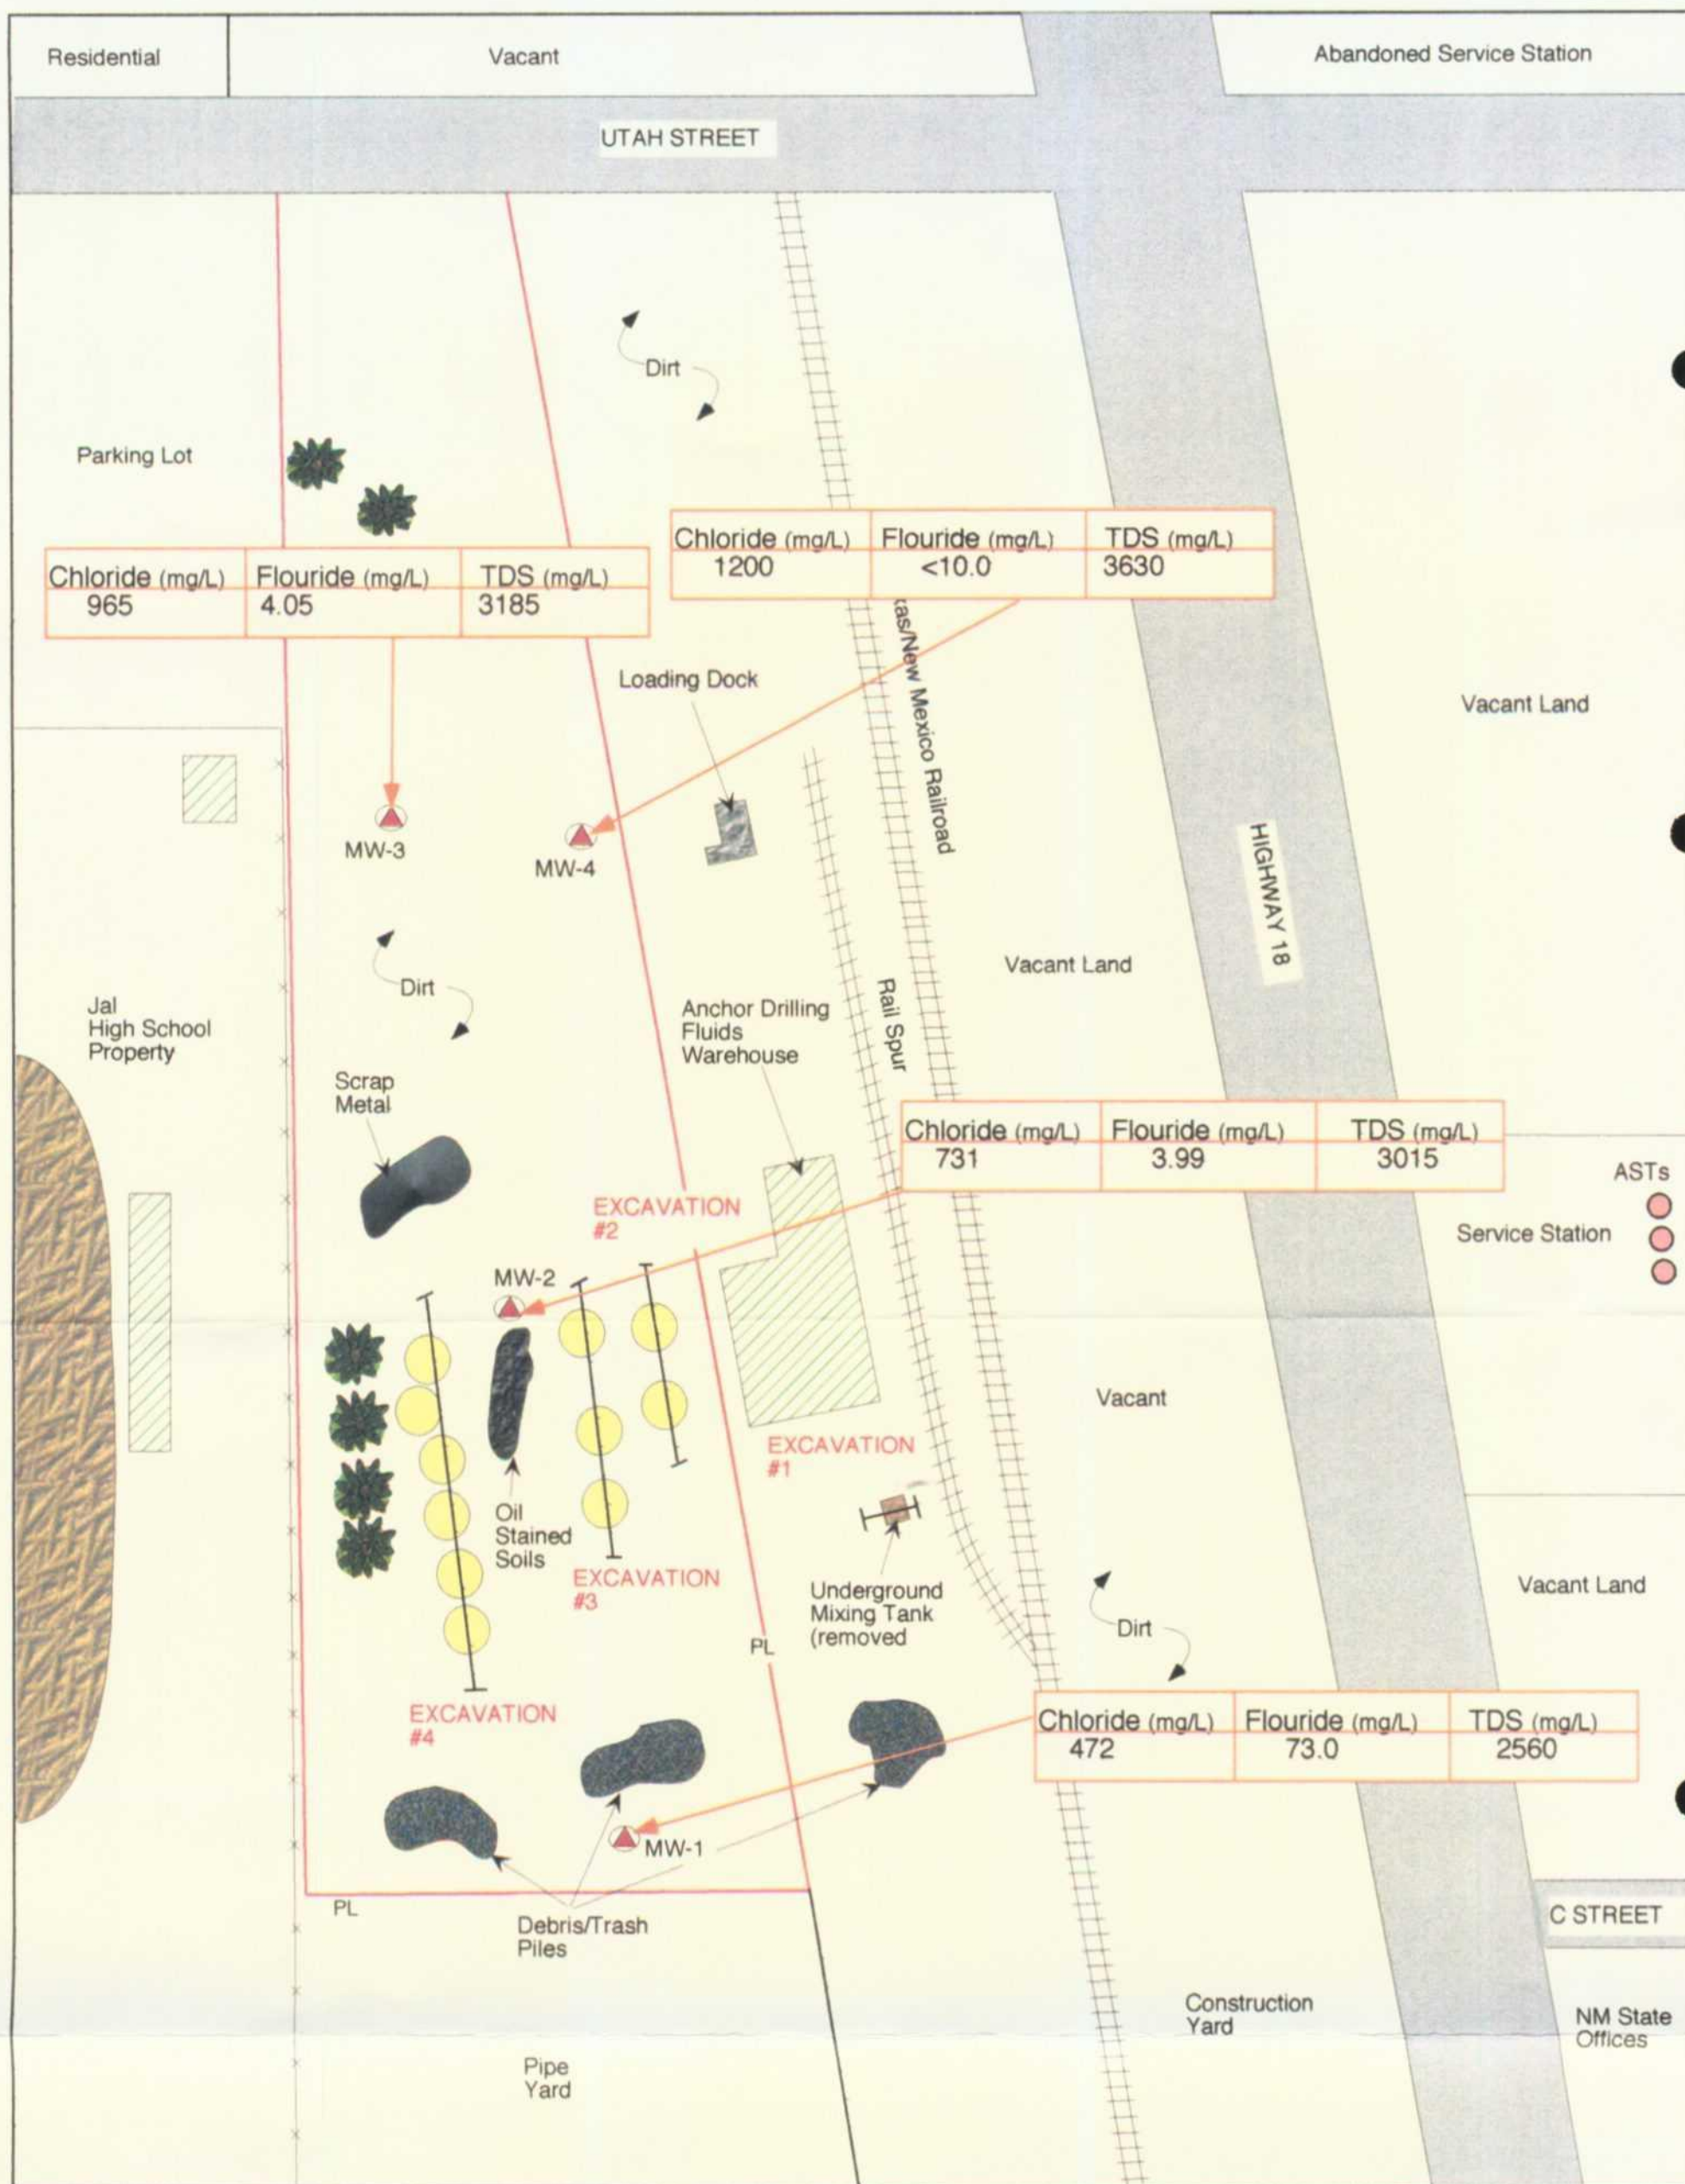 Residential
Vacant
Abandoned Service Station
UTAH STREET
Dirt
Parking Lot
Chloride (mg/L) Flouride (mg/L) TDS (mg/L)
1200 <10.0 3630
Chloride (mg/L) Flouride (mg/L) TDS (mg/L)
965 4.05 3185
xas/New Mexico Railroad
Loading Dock
Vacant Land
MW-3
MW-4
HIGHWAY 18
Vacant Land
Dirt
Rail Spur
Jal
High School
Property
Anchor Drilling
Fluids
Warehouse
Scrap
Metal
Chloride (mg/L) Flouride (mg/L) TDS (mg/L)
731 3.99 3015
ASTs
Service Station
EXCAVATION
#2
MW-2
Vacant
EXCAVATION
#1
Oil
Stained
Soils
EXCAVATION
#3
Underground
Mixing Tank
(removed
Vacant Land
Dirt
PL
EXCAVATION
#4
Chloride (mg/L) Flouride (mg/L) TDS (mg/L)
472 73.0 2560
MW-1
PL
Debris/Trash
Piles
C STREET
Construction
Yard
NM State
Offices
Pipe
Yard